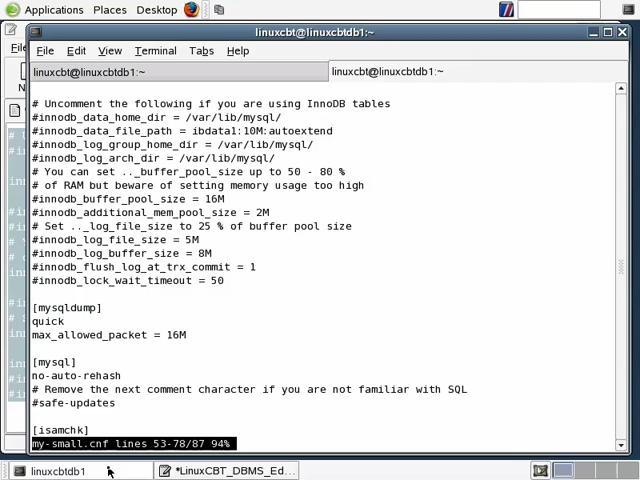 Applications Places Desktop
linuxcbt@linuxcbtdb1:~
File Edit View Terminal Tabs Help
linuxcbt@linuxcbtdb1:~ linuxcbt@linuxcbtdb1:~
# Uncomment the following if you are using InnoDB tables
#innodb_data_home_dir = /var/lib/mysql/
#innodb_data_file_path = ibdata1:10M:autoextend
#innodb_log_group_home_dir = /var/lib/mysql/
#innodb_log_arch_dir = /var/lib/mysql/
# You can set .._buffer_pool_size up to 50 - 80 %
# of RAM but beware of setting memory usage too high
#innodb_buffer_pool_size = 16M
#innodb_additional_mem_pool_size = 2M
# Set .._log_file_size to 25 % of buffer pool size
#innodb_log_file_size = 5M
#innodb_log_buffer_size = 8M
#innodb_flush_log_at_trx_commit = 1
#innodb_lock_wait_timeout = 50
[mysqldump]
quick
max_allowed_packet = 16M
[mysql]
no-auto-rehash
# Remove the next comment character if you are not familiar with SQL
#safe-updates
[isamchk]
my-small.cnf lines 53-78/87 94%
linuxcbtdb1 *LinuxCBT_DBMS_Ed...